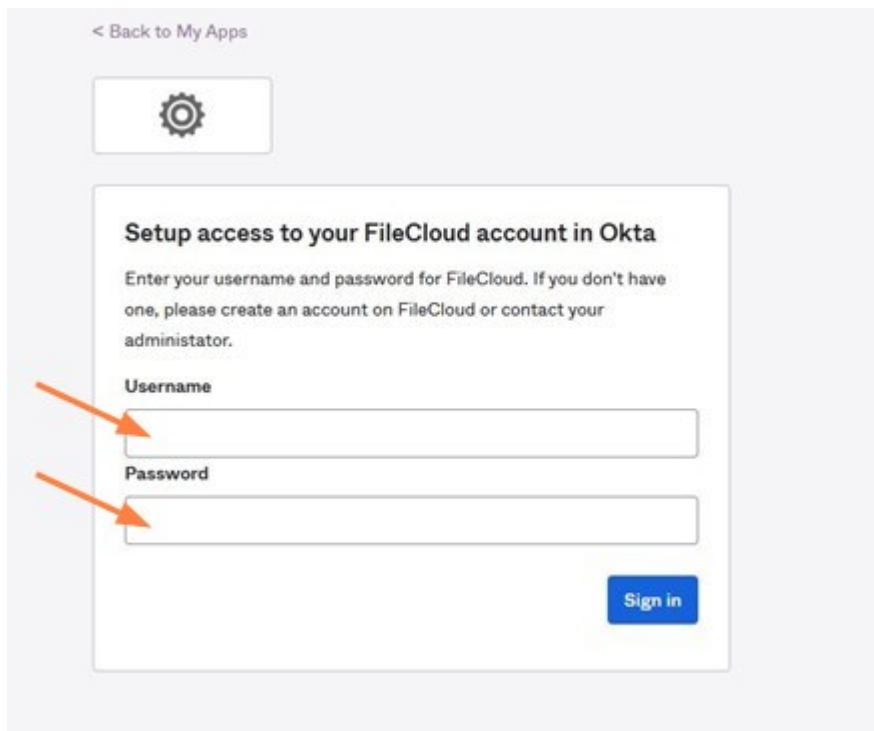 < Back to My Apps
Setup access to your FileCloud account in Okta
Enter your username and password for FileCloud. If you don't have
one, please create an account on FileCloud or contact your
administator.
Username
Password
Sign in